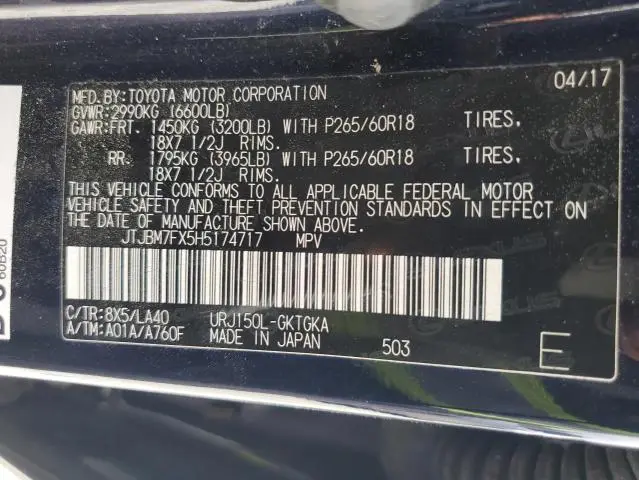 04/17
MFD.BY:TOYOTA MOTOR CORPORATION
GVWR:2990KG (6600LB)
GAWR:FRT. 1450KG (3200LB) WITH P265/60R18 TIRES,
18X7 1/2J RIMS.
RR. 1795KG (3965LB) WITH P265/60R18 TIRES,
18X7 1/2J RIMS.
THIS VEHICLE CONFORMS TO ALL APPLICABLE FEDERAL MOTOR
VEHICLE SAFETY AND THEFT PREVENTION STANDARDS IN EFFECT ON
THE DATE OF MANUFACTURE SHOWN ABOVE.
JTJBM7FX5H5174717 MPV
C/TR:8X5/LA40 URJ150L-GKTGKA
A/TM:A01A/A760F MADE IN JAPAN 503 E
60B20